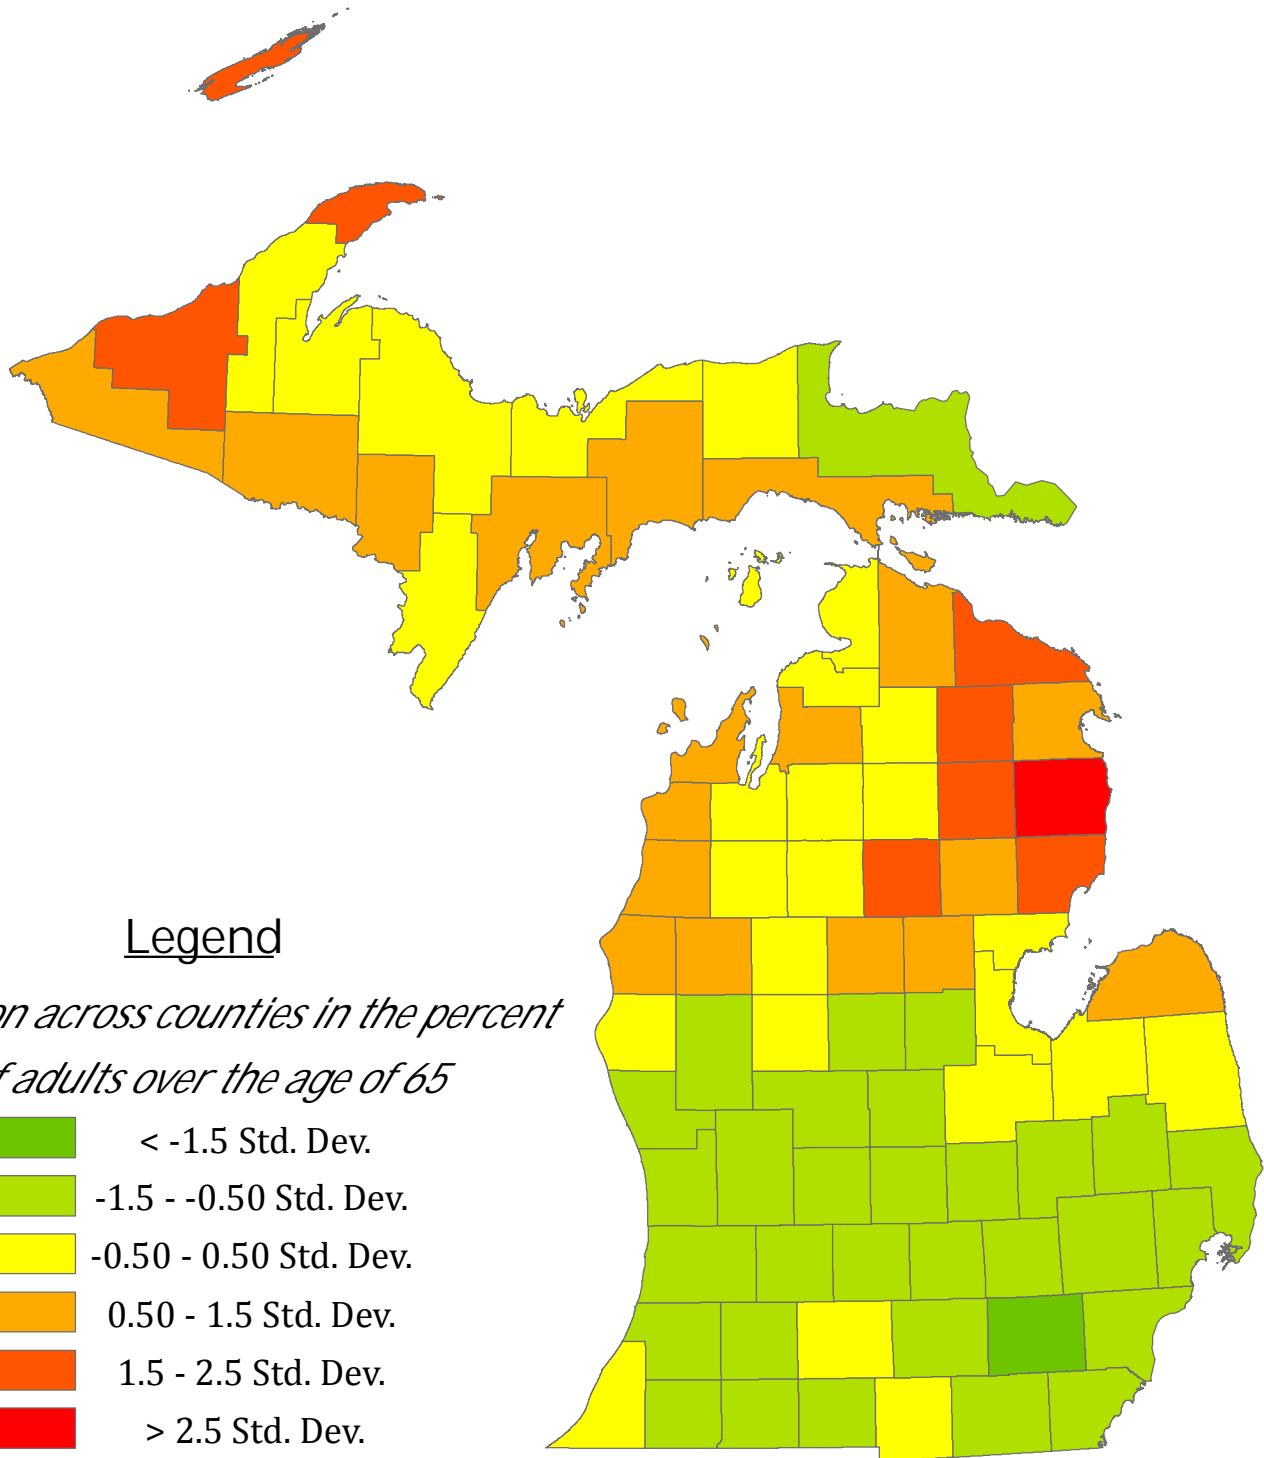 Legend
across counties in the percent
adults over the age of 65
< -1.5 Std. Dev.
-1.5 - -0.50 Std. Dev.
-0.50 - 0.50 Std. Dev.
0.50 - 1.5 Std. Dev.
1.5 - 2.5 Std. Dev.
> 2.5 Std. Dev.